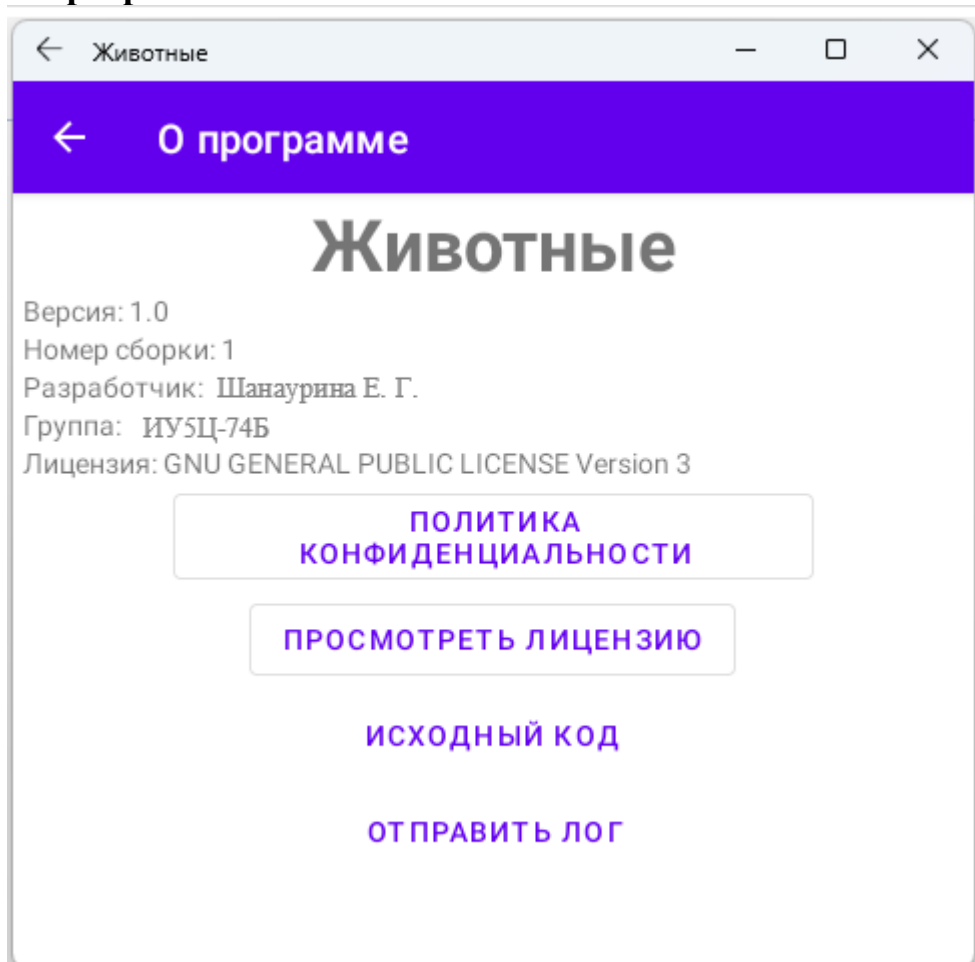 Животные
О программе
Животные
Версия: 1.0
Номер сборки: 1
Разработчик: Шанаурина Е. Г.
Группа: ИУ5Ц-74Б
Лицензия: GNU GENERAL PUBLIC LICENSE Version 3
ПОЛИТИКА
КОНФИДЕНЦИАЛЬНОСТИ
ПРОСМОТРЕТЬ ЛИЦЕНЗИЮ
ИСХОДНЫЙ КОД
ОТПРАВИТЬ ЛОГ